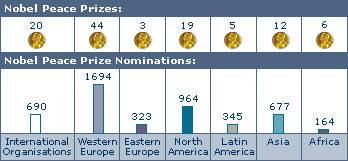 Nobel Peace Prizes:
20 44 3 19 5 12 6
Nobel Peace Prize Nominations:
1694
690 323 964 345 677 164
International Western Eastern North Latin Asia Africa
Organisations Europe Europe America America